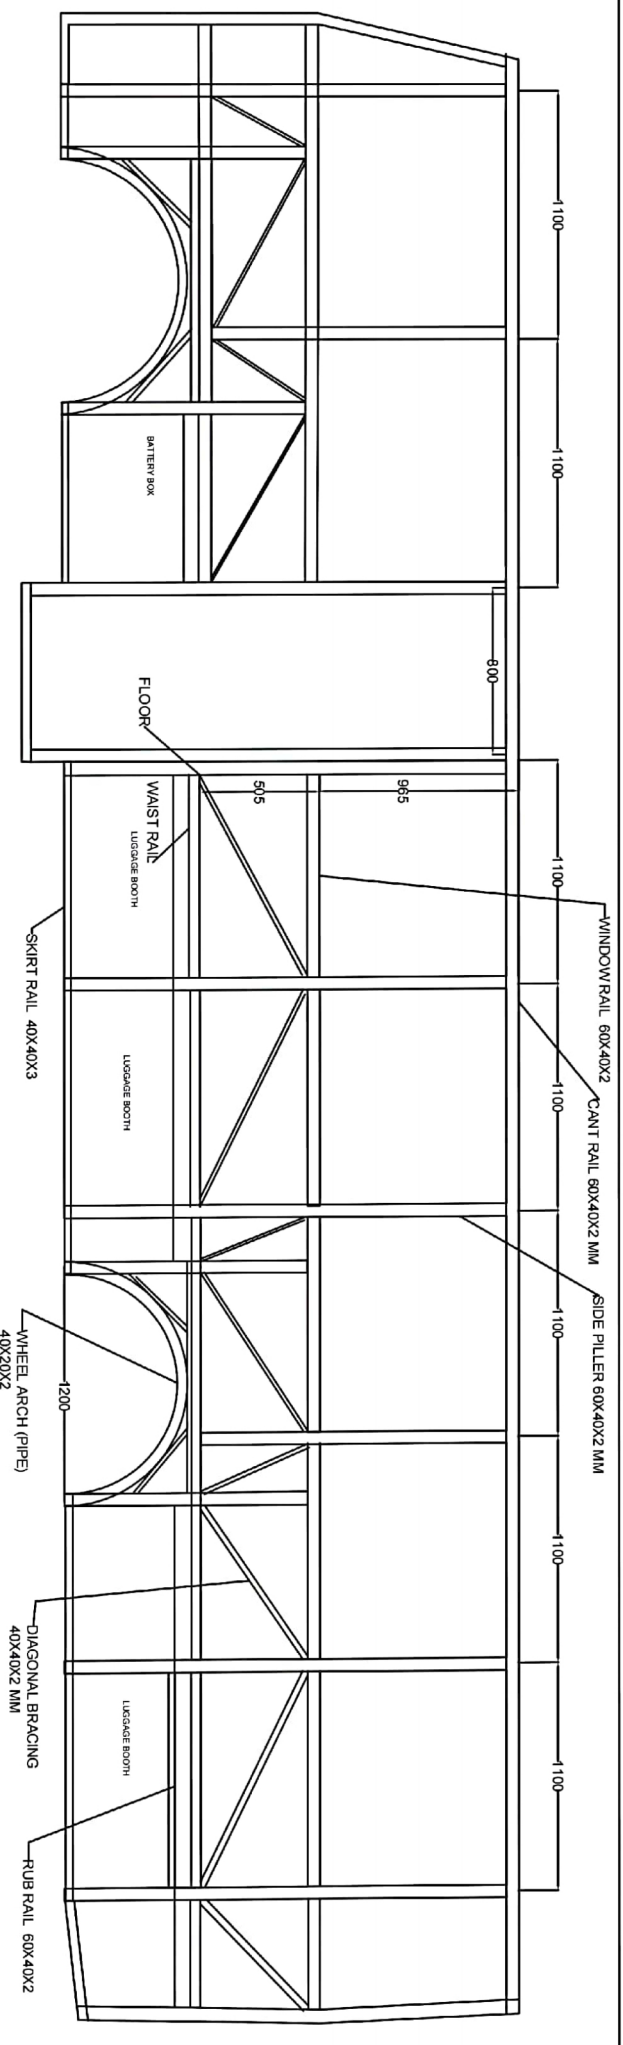 1100
1100
1100
1100
1100
1100
1100
WINDOW RAIL 60X40X2
CANT RAIL 60X40X2 MM
SIDE PILLER 60X40X2 MM
800
965
505
BATTERY BOX
FLOOR
WAIST RAIL
LUGGAGE BOOTH
LUGGAGE BOOTH
LUGGAGE BOOTH
1200
SKIRT RAIL 40X40X3
WHEEL ARCH (PIPE)
40X20X2
DIAGONAL BRACING
40X40X2 MM
RUB RAIL 60X40X2